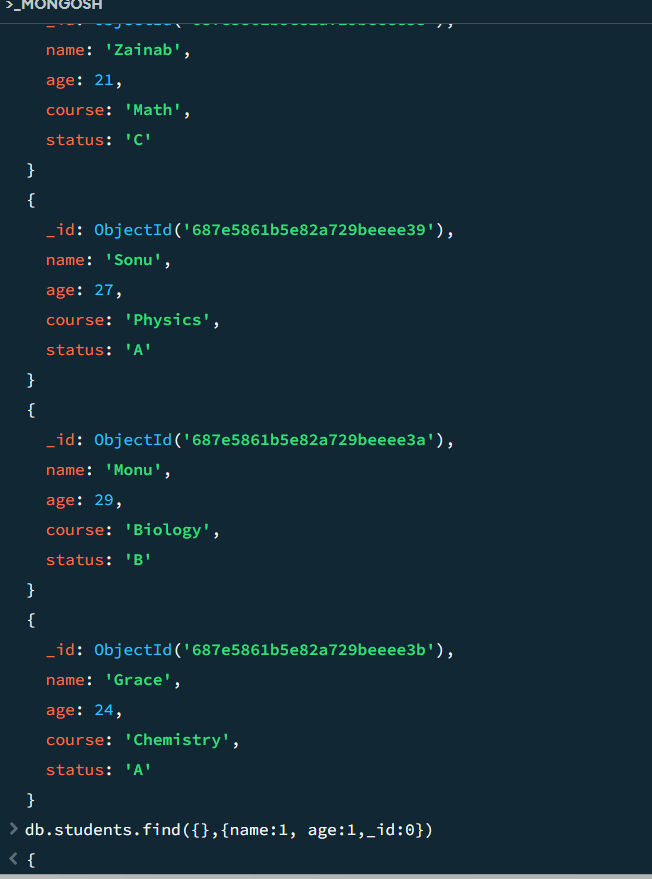 >_MONGOSH
name: 'Zainab',
age: 21,
course: 'Math',
status: 'C'
}
{
_id: ObjectId('687e5861b5e82a729beeee39'),
name: 'Sonu',
age: 27,
course: 'Physics',
status: 'A'
}
{
_id: ObjectId('687e5861b5e82a729beeee3a'),
name: 'Monu',
age: 29,
course: 'Biology',
status: 'B'
}
{
_id: ObjectId('687e5861b5e82a729beeee3b'),
name: 'Grace',
age: 24,
course: 'Chemistry',
status: 'A'
}
> db.students.find({},{name:1, age:1,_id:0})
< {